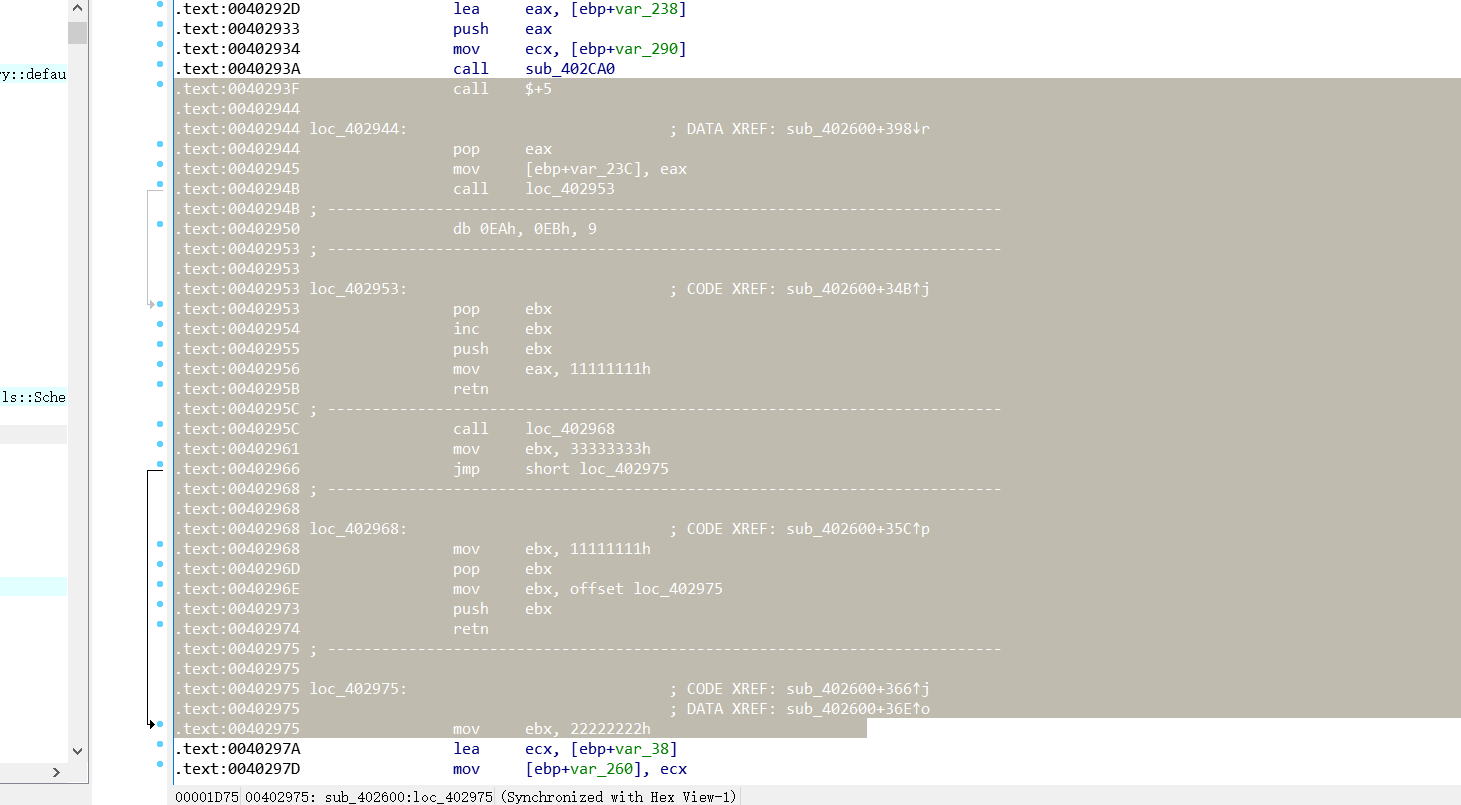 .text:0040292D lea eax, [ebp+var_238]
.text:00402933 push eax
.text:00402934 mov ecx, [ebp+var_290]
.text:0040293A call sub_402CA0
ry::defau
.text:0040293F call $+5
.text:00402944
.text:00402944 loc_402944: ; DATA XREF: sub_402600+398↓r
.text:00402944 pop eax
.text:00402945 mov [ebp+var_23C], eax
.text:0040294B call loc_402953
.text:0040294B ; ---------------------------------------------------------------------------
.text:00402950 db 0EAh, 0EBh, 9
.text:00402953 ; ---------------------------------------------------------------------------
.text:00402953
.text:00402953 loc_402953: ; CODE XREF: sub_402600+34B↑j
.text:00402953 pop ebx
.text:00402954 inc ebx
.text:00402955 push ebx
.text:00402956 mov eax, 11111111h
.text:0040295B retn
ls::Sche
.text:0040295C ; ---------------------------------------------------------------------------
.text:0040295C call loc_402968
.text:00402961 mov ebx, 33333333h
.text:00402966 jmp short loc_402975
.text:00402968 ; ---------------------------------------------------------------------------
.text:00402968
.text:00402968 loc_402968: ; CODE XREF: sub_402600+35C↑p
.text:00402968 mov ebx, 11111111h
.text:0040296D pop ebx
.text:0040296E mov ebx, offset loc_402975
.text:00402973 push ebx
.text:00402974 retn
.text:00402975 ; ---------------------------------------------------------------------------
.text:00402975
.text:00402975 loc_402975: ; CODE XREF: sub_402600+366↑j
.text:00402975 ; DATA XREF: sub_402600+36E↑o
.text:00402975 mov ebx, 22222222h
.text:0040297A lea ecx, [ebp+var_38]
.text:0040297D mov [ebp+var_260], ecx
00001D75 00402975: sub_402600:loc_402975 (Synchronized with Hex View-1)